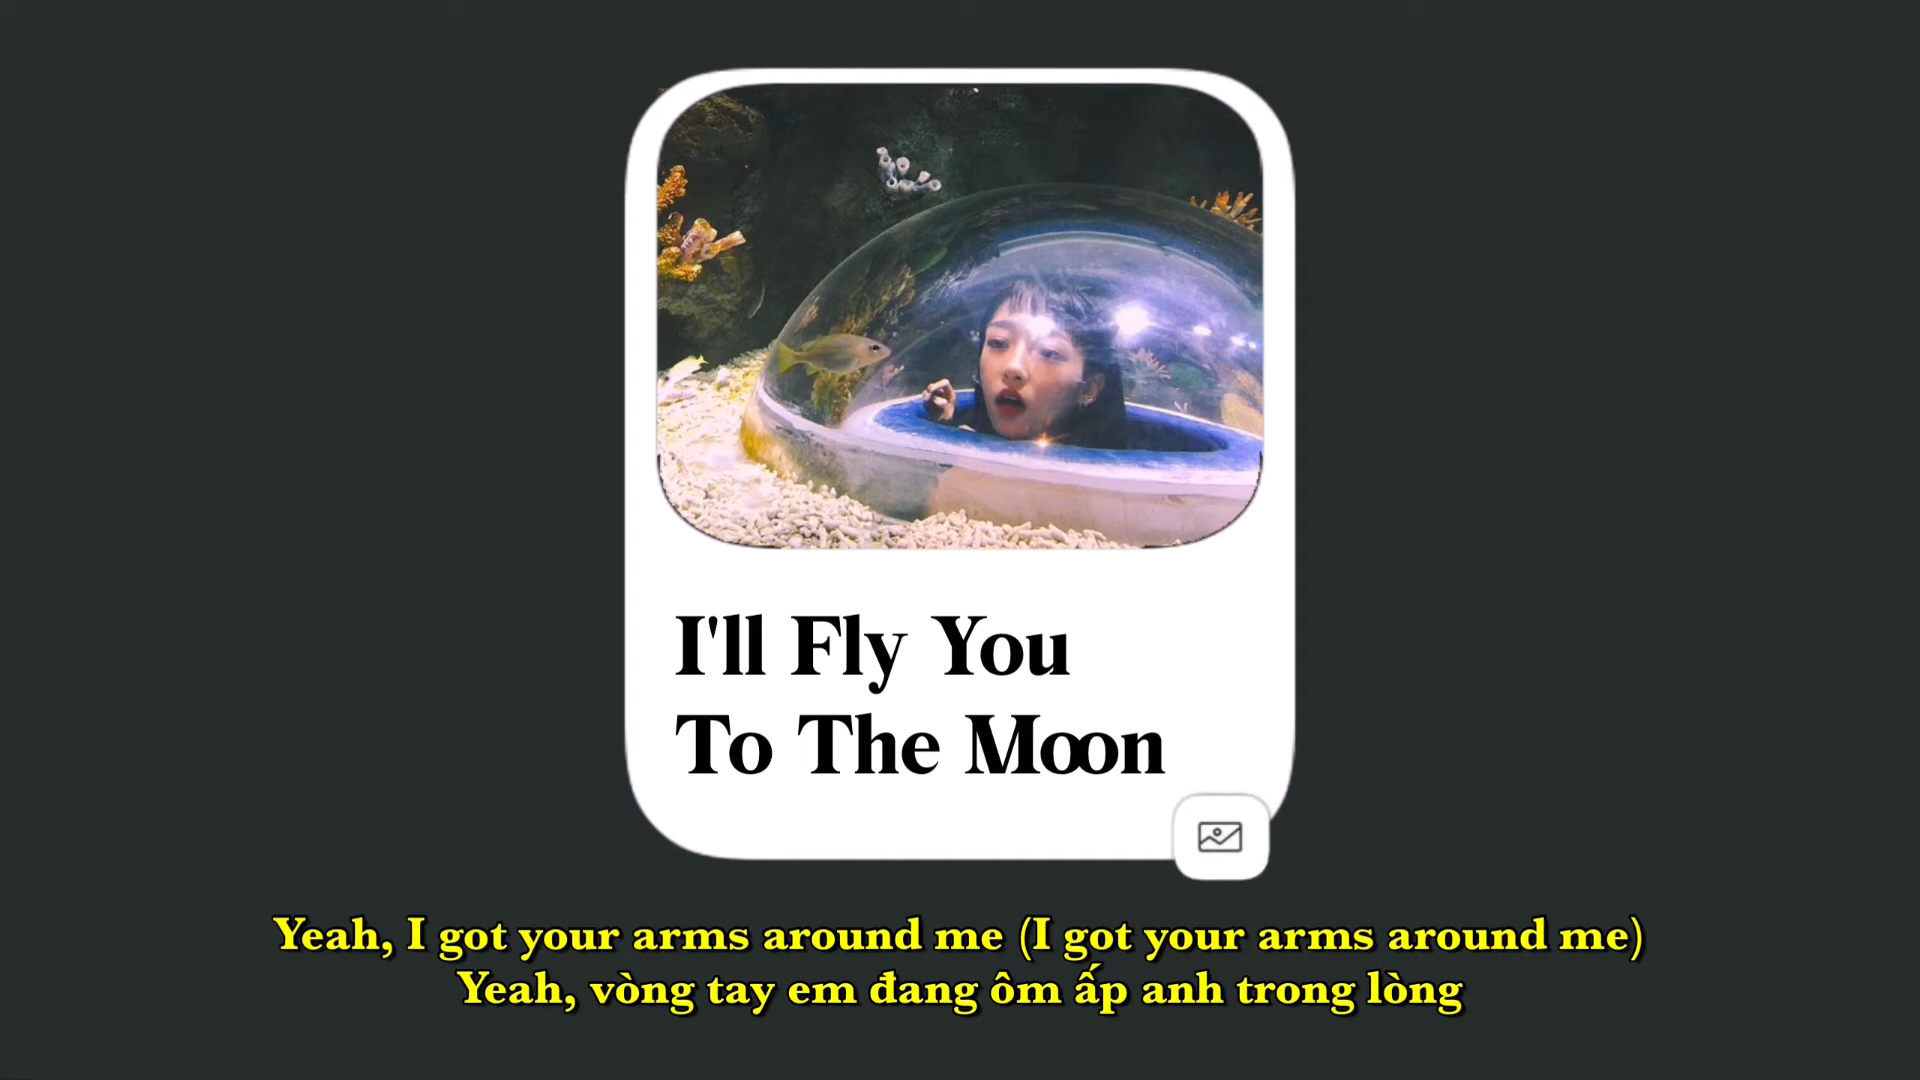 I'll Fly You
To The Moon
Yeah, I got your arms around me (I got your arms around me)
Yeah, vòng tay em đang ôm ấp anh trong lòng